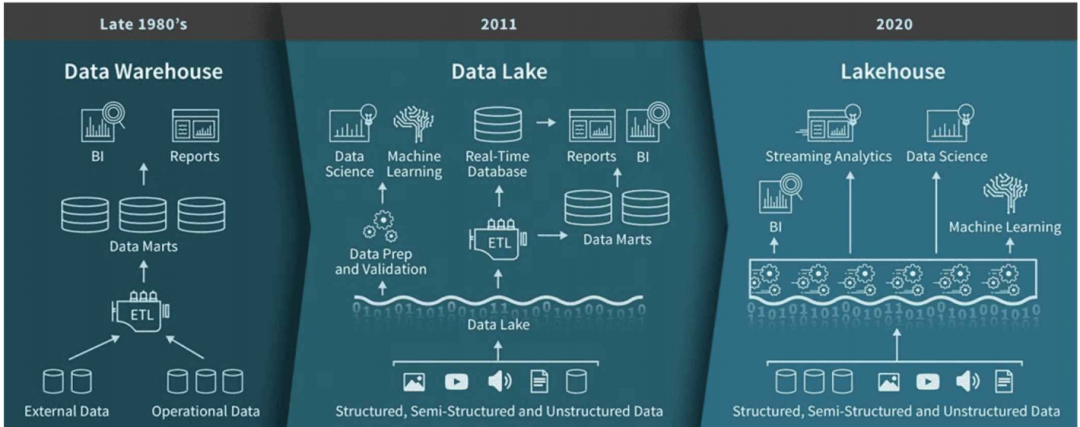 Late 1980's
2011
2020
Data Warehouse
BI
Reports
Data Marts
ETL
External Data
Operational Data
Data Lake
Data
Science
Machine
Learning
Real-Time
Database
Reports
BI
Data Prep
and Validation
ETL
Data Marts
Data Lake
Structured, Semi-Structured and Unstructured Data
Lakehouse
Streaming Analytics
Data Science
BI
Machine Learning
Structured, Semi-Structured and Unstructured Data